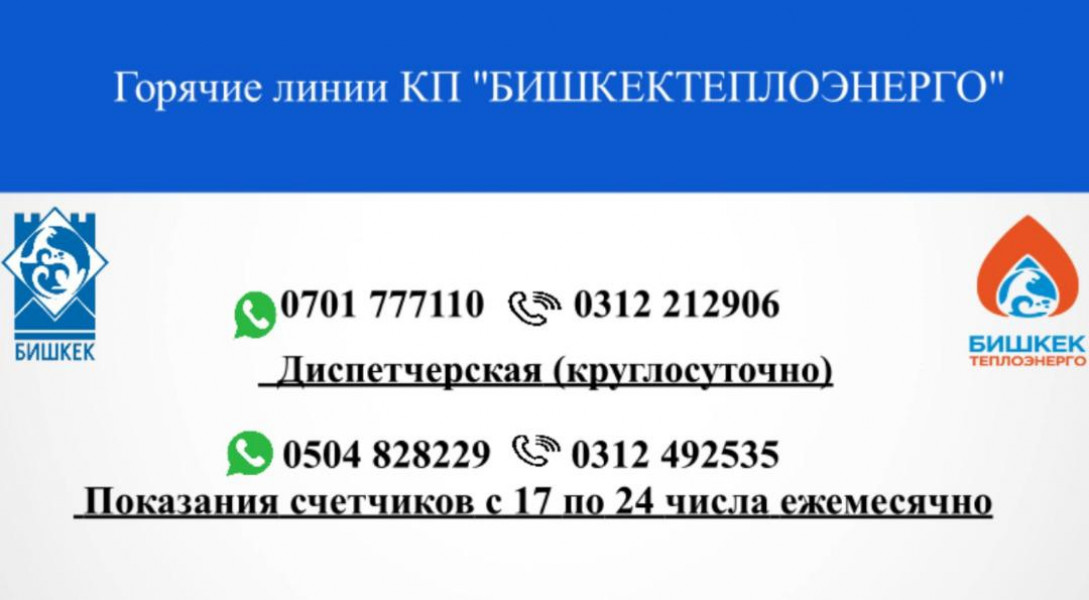 Горячие линии КП "БИШКЕКТЕПЛОЭНЕРГО"
БИШКЕК
БИШКЕК
ТЕПЛОЭНЕРГО
0701 777110 0312 212906
Диспетчерская (круглосуточно)
0504 828229 0312 492535
Показания счетчиков с 17 по 24 числа ежемесячно